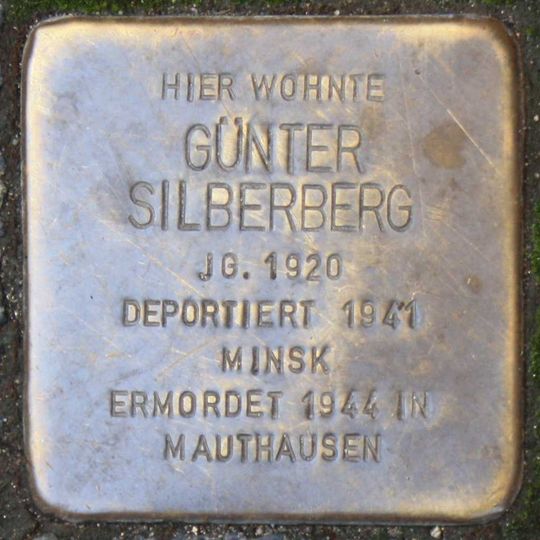 HIER WOHNTE
GÜNTER
SILBERBERG
JG. 1920
DEPORTIERT 1941
MINSK
ERMORDET 1944 IN
MAUTHAUSEN